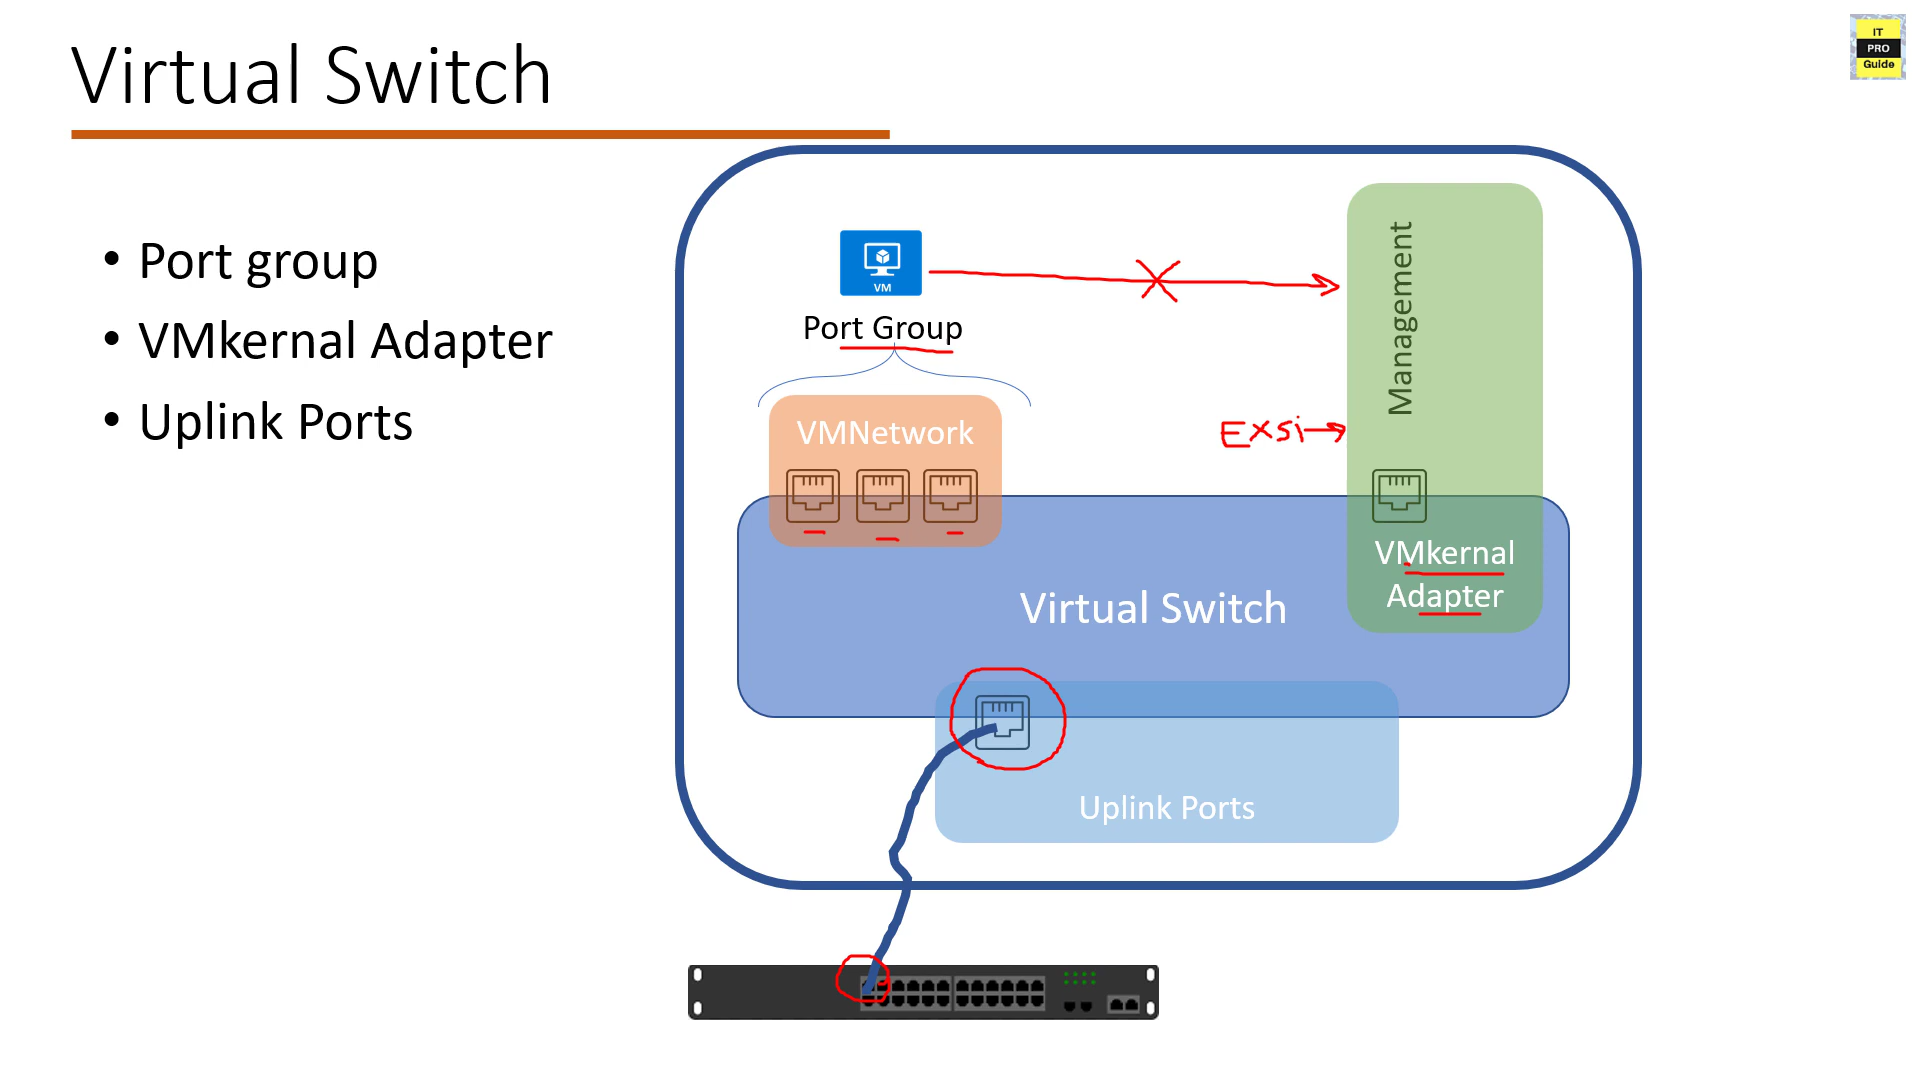 Virtual Switch
IT
PRO
Guide
• Port group
• VMkernal Adapter
• Uplink Ports
VM
Port Group
Management
VMNetwork
Exsi
VMkernal
Adapter
Virtual Switch
Uplink Ports